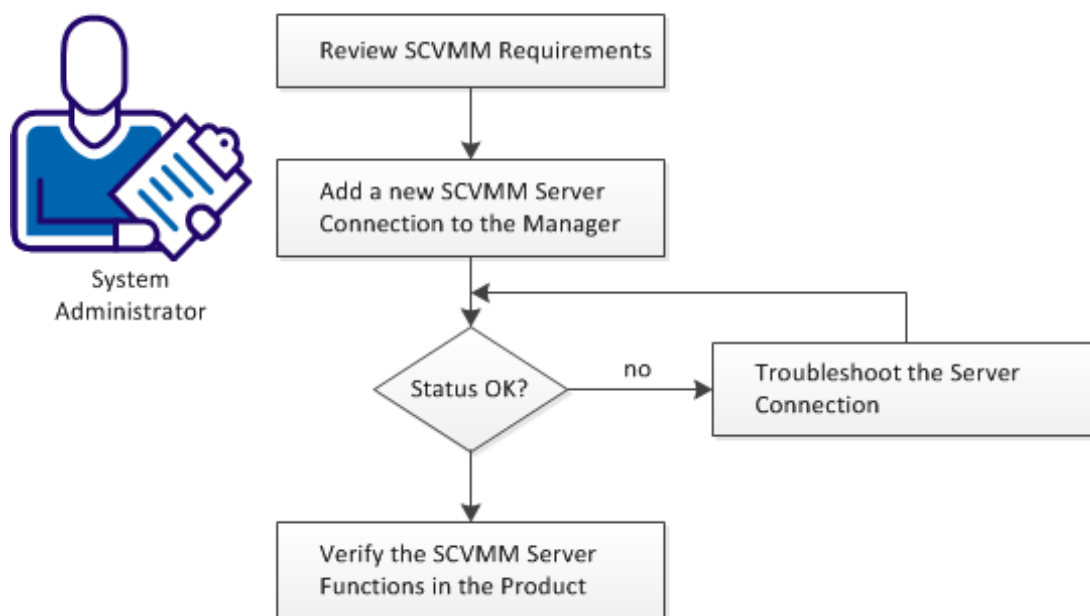 Review SCVMM Requirements
Add a new SCVMM Server
Connection to the Manager
System
Administrator
Status OK?
no
Troubleshoot the Server
Connection
Verify the SCVMM Server
Functions in the Product